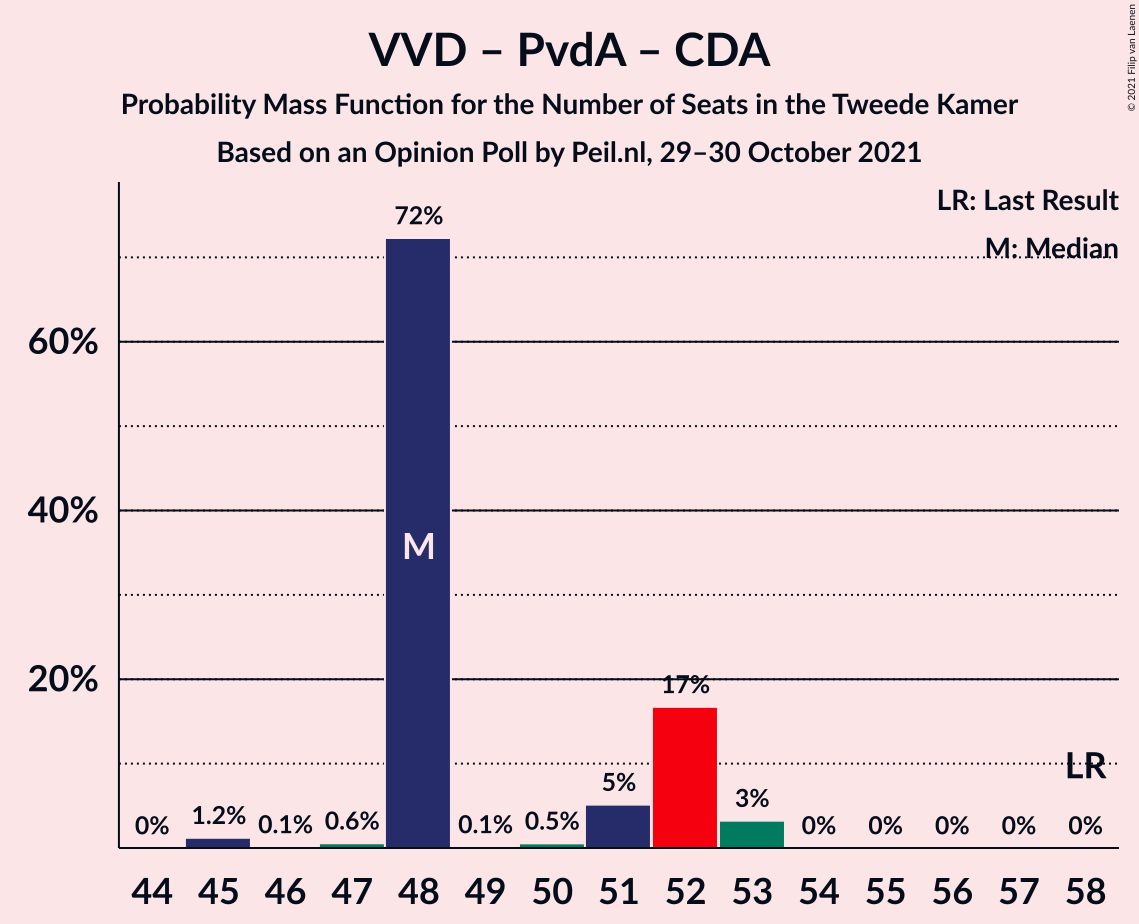 VVD – PvdA – CDA
Probability Mass Function for the Number of Seats in the Tweede Kamer
Based on an Opinion Poll by Peil.nl, 29–30 October 2021
© 2021 Filip van Laenen
LR: Last Result
M: Median
60%
40%
20%
0%
1.2%
0.1%
0.6%
72%
0.1%
0.5%
5%
17%
3%
0%
0%
0%
0%
0%
M
LR
44 45 46 47 48 49 50 51 52 53 54 55 56 57 58